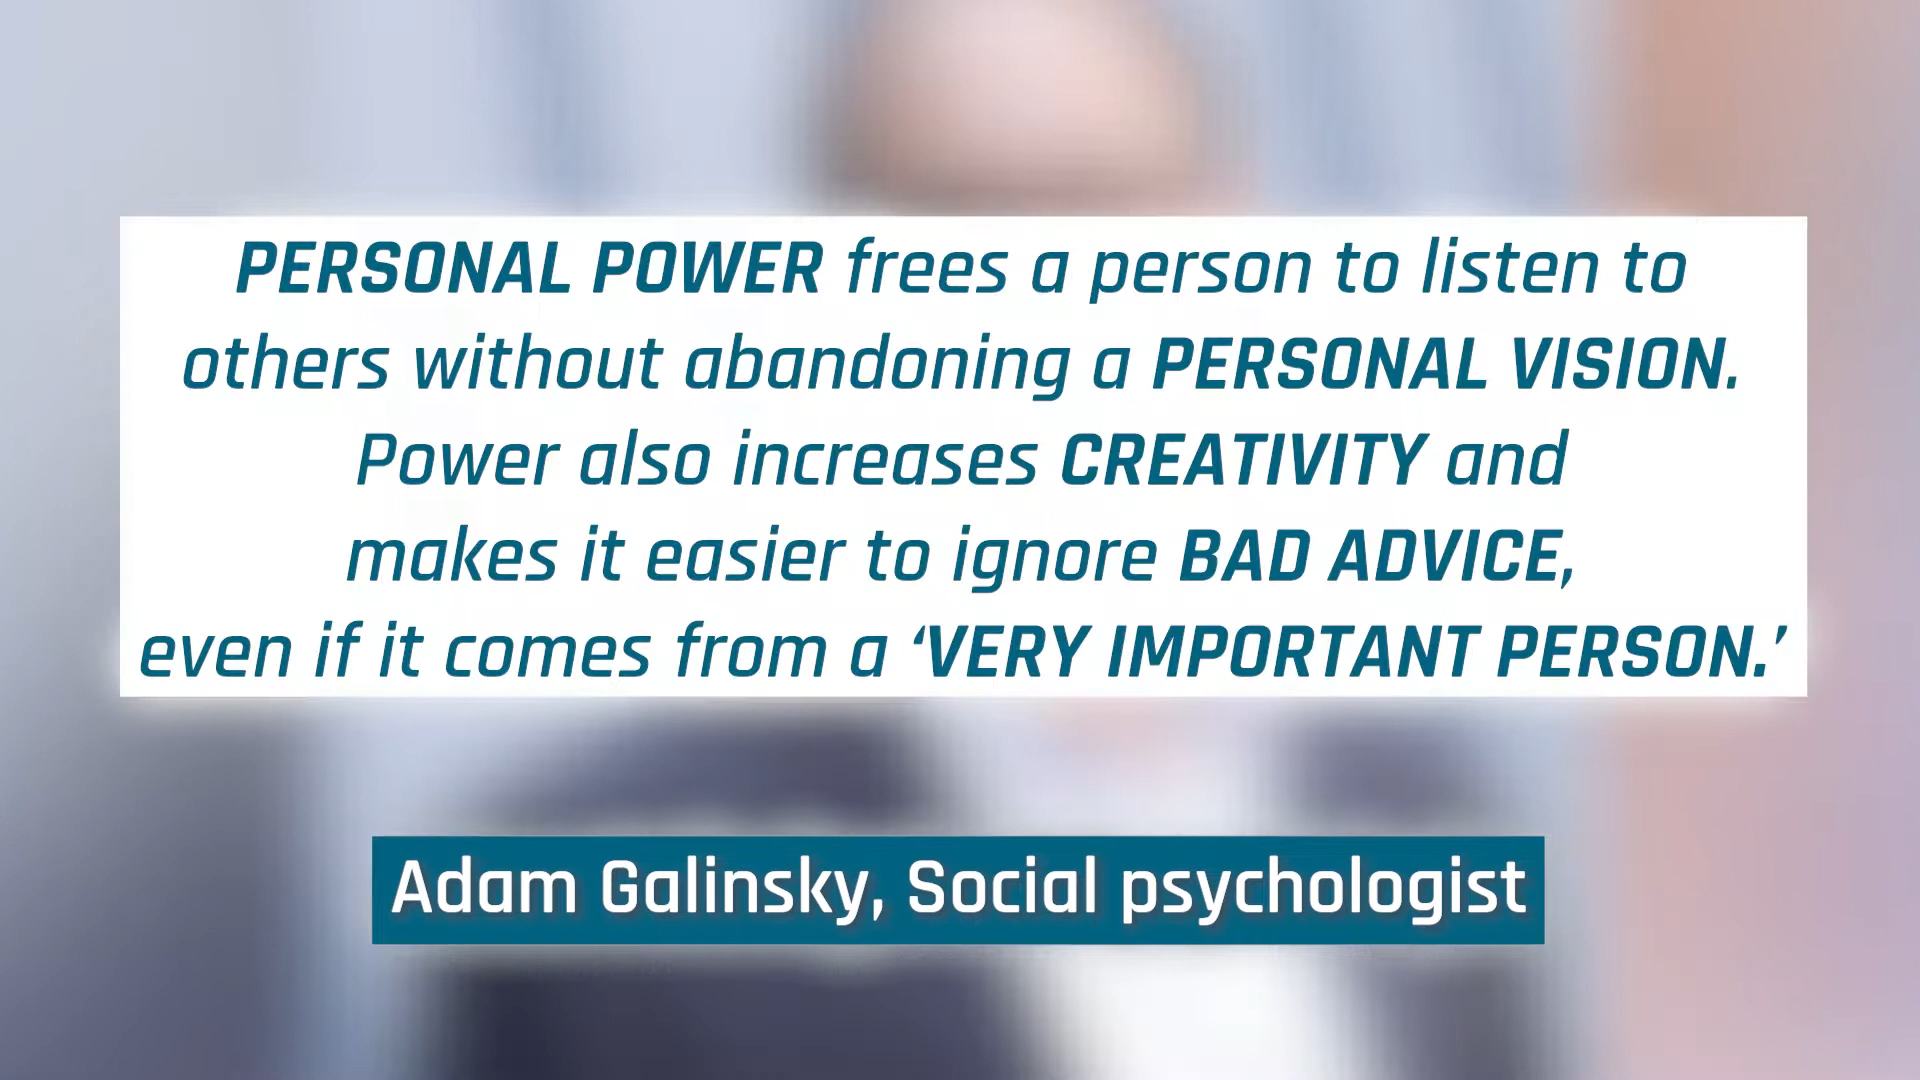 PERSONAL POWER frees a person to listen to
others without abandoning a PERSONAL VISION.
Power also increases CREATIVITY and
makes it easier to ignore BAD ADVICE,
even if it comes from a ‘VERY IMPORTANT PERSON.’
Adam Galinsky, Social psychologist